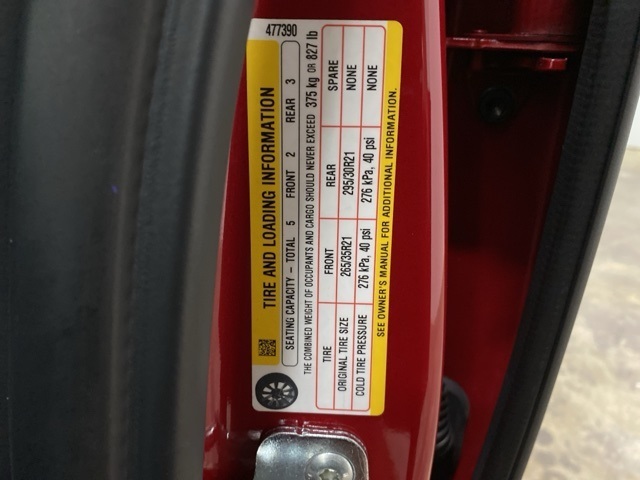 477390
TIRE AND LOADING INFORMATION
SEATING CAPACITY – TOTAL 5 FRONT 2 REAR 3
THE COMBINED WEIGHT OF OCCUPANTS AND CARGO SHOULD NEVER EXCEED 375 kg OR 827 lb
TIRE FRONT REAR SPARE
ORIGINAL TIRE SIZE 265/35R21 295/30R21 NONE
COLD TIRE PRESSURE 276 kPa, 40 psi 276 kPa, 40 psi NONE
SEE OWNER'S MANUAL FOR ADDITIONAL INFORMATION.